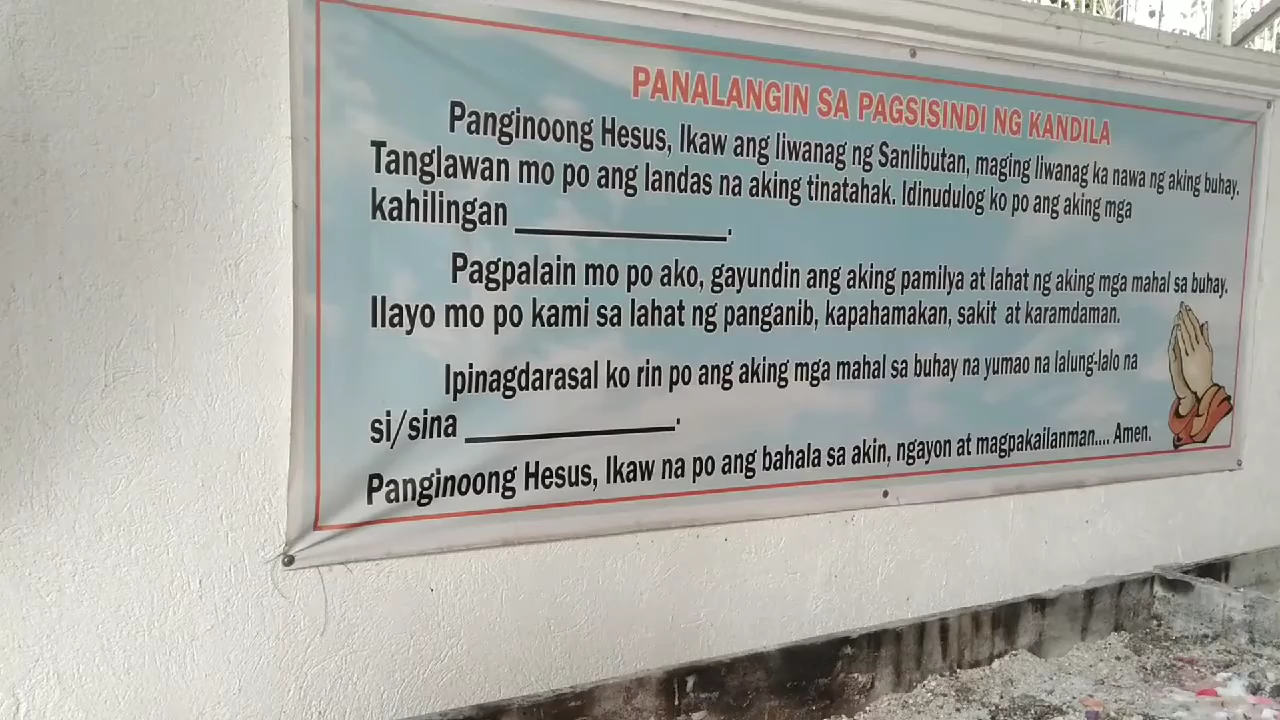 PANALANGIN SA PAGSISINDI NG KANDILA
Panginoong Hesus, Ikaw ang liwanag ng Sanlibutan, maging liwanag ka nawa ng aking buhay.
Tanglawan mo po ang landas na aking tinatahak. Idinudulog ko po ang aking mga
kahilingan _______________.
Pagpalain mo po ako, gayundin ang aking pamilya at lahat ng aking mga mahal sa buhay.
Ilayo mo po kami sa lahat ng panganib, kapahamakan, sakit at karamdaman.
Ipinagdarasal ko rin po ang aking mga mahal sa buhay na yumao na lalung-lalo na
si/sina _______________.
Panginoong Hesus, Ikaw na po ang bahala sa akin, ngayon at magpakailanman.... Amen.